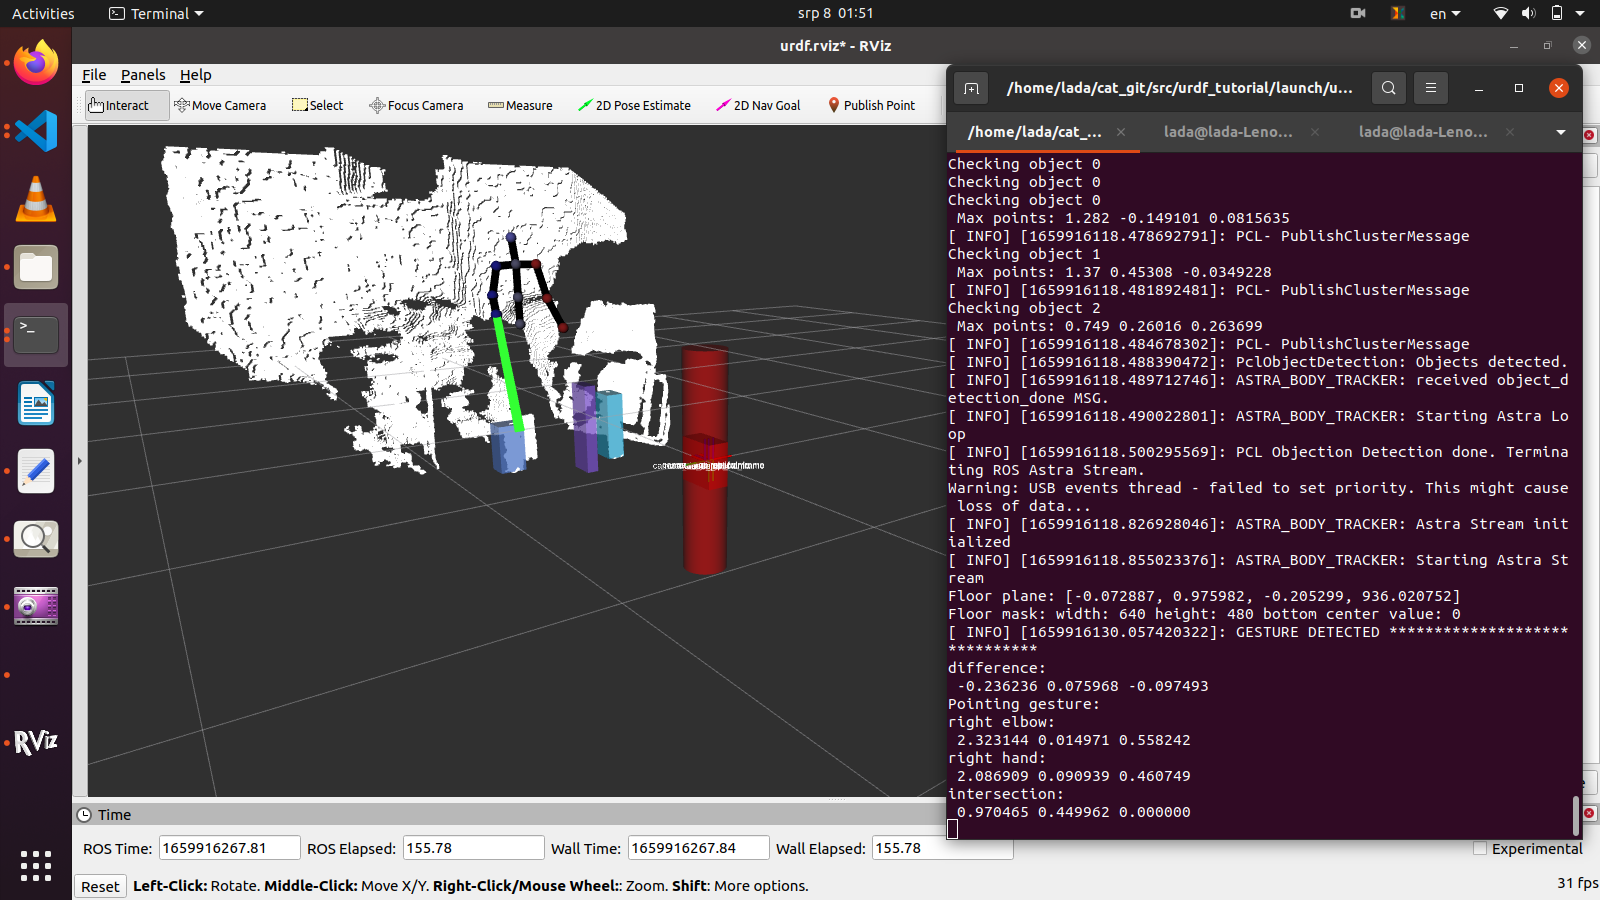 Activities
Terminal
srp 8 01:51
en
urdf.rviz* - RViz
File Panels Help
Interact
Move Camera
Select
Focus Camera
Measure
2D Pose Estimate
2D Nav Goal
Publish Point
/home/lada/cat_git/src/urdf_tutorial/launch/u...
/home/lada/cat_...
lada@lada-Leno...
lada@lada-Leno...
Checking object 0
Checking object 0
Checking object 0
Max points: 1.282 -0.149101 0.0815635
[ INFO] [1659916118.478692791]: PCL- PublishClusterMessage
Checking object 1
Max points: 1.37 0.45308 -0.0349228
[ INFO] [1659916118.481892481]: PCL- PublishClusterMessage
Checking object 2
Max points: 0.749 0.26016 0.263699
[ INFO] [1659916118.484678302]: PCL- PublishClusterMessage
[ INFO] [1659916118.488390472]: PclObjectDetection: Objects detected.
[ INFO] [1659916118.489712746]: ASTRA_BODY_TRACKER: received object_d
etection_done MSG.
[ INFO] [1659916118.490022801]: ASTRA_BODY_TRACKER: Starting Astra Lo
op
[ INFO] [1659916118.500295569]: PCL Objection Detection done. Termina
ting ROS Astra Stream.
Warning: USB events thread - failed to set priority. This might cause
loss of data...
[ INFO] [1659916118.826928046]: ASTRA_BODY_TRACKER: Astra Stream init
ialized
[ INFO] [1659916118.855023376]: ASTRA_BODY_TRACKER: Starting Astra St
ream
Floor plane: [-0.072887, 0.975982, -0.205299, 936.020752]
Floor mask: width: 640 height: 480 bottom center value: 0
[ INFO] [1659916130.057420322]: GESTURE DETECTED ********************
**********
difference:
-0.236236 0.075968 -0.097493
Pointing gesture:
right elbow:
2.323144 0.014971 0.558242
right hand:
2.086909 0.090939 0.460749
intersection:
0.970465 0.449962 0.000000
RViz
Time
ROS Time: 1659916267.81 ROS Elapsed: 155.78 Wall Time: 1659916267.84 Wall Elapsed: 155.78
Experimental
Reset Left-Click: Rotate. Middle-Click: Move X/Y. Right-Click/Mouse Wheel:: Zoom. Shift: More options.
31 fps